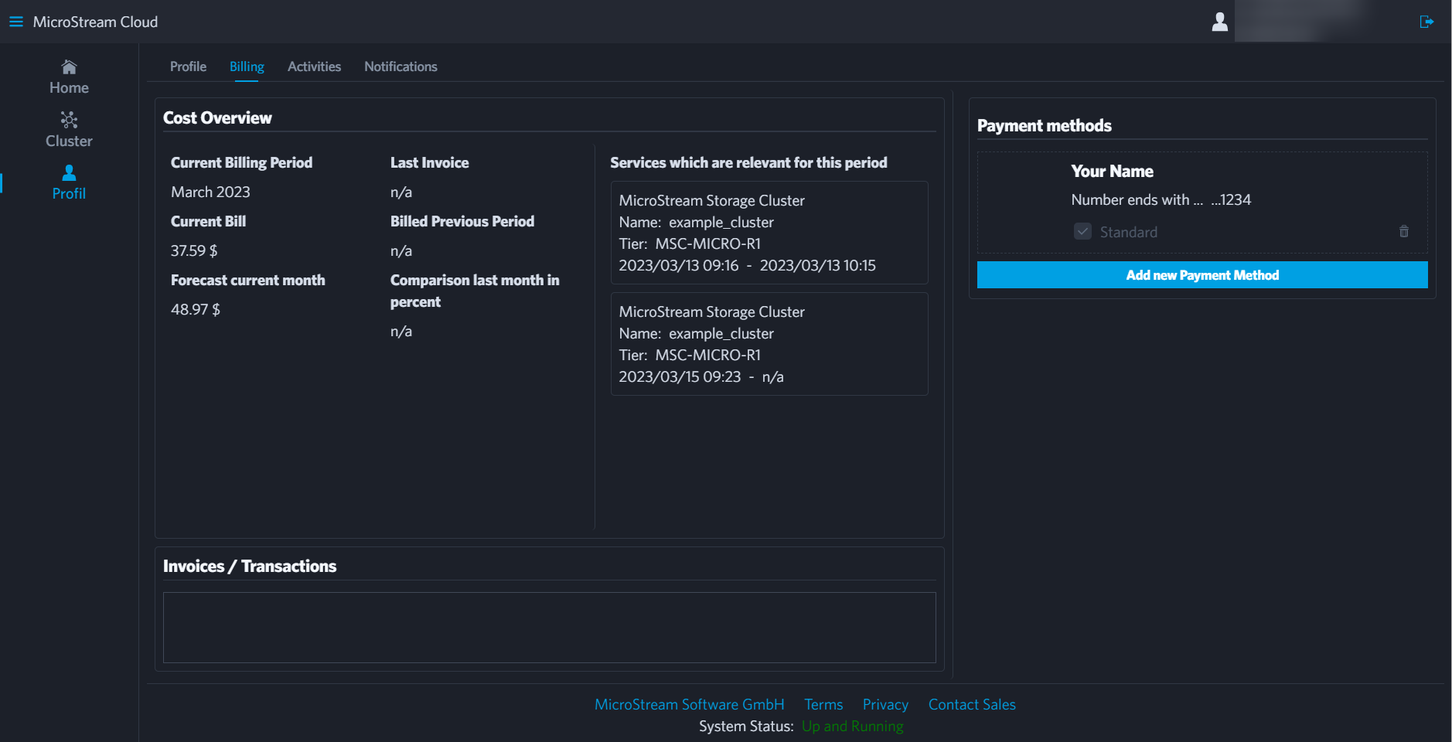 MicroStream Cloud
Home
Cluster
Profil
Profile Billing Activities Notifications
Cost Overview
Current Billing Period
March 2023
Current Bill
37.59 $
Forecast current month
48.97 $
Last Invoice
n/a
Billed Previous Period
n/a
Comparison last month in
percent
n/a
Services which are relevant for this period
MicroStream Storage Cluster
Name: example_cluster
Tier: MSC-MICRO-R1
2023/03/13 09:16 - 2023/03/13 10:15
MicroStream Storage Cluster
Name: example_cluster
Tier: MSC-MICRO-R1
2023/03/15 09:23 - n/a
Invoices / Transactions
Payment methods
Your Name
Number ends with ... ...1234
Standard
Add new Payment Method
MicroStream Software GmbH Terms Privacy Contact Sales
System Status: Up and Running